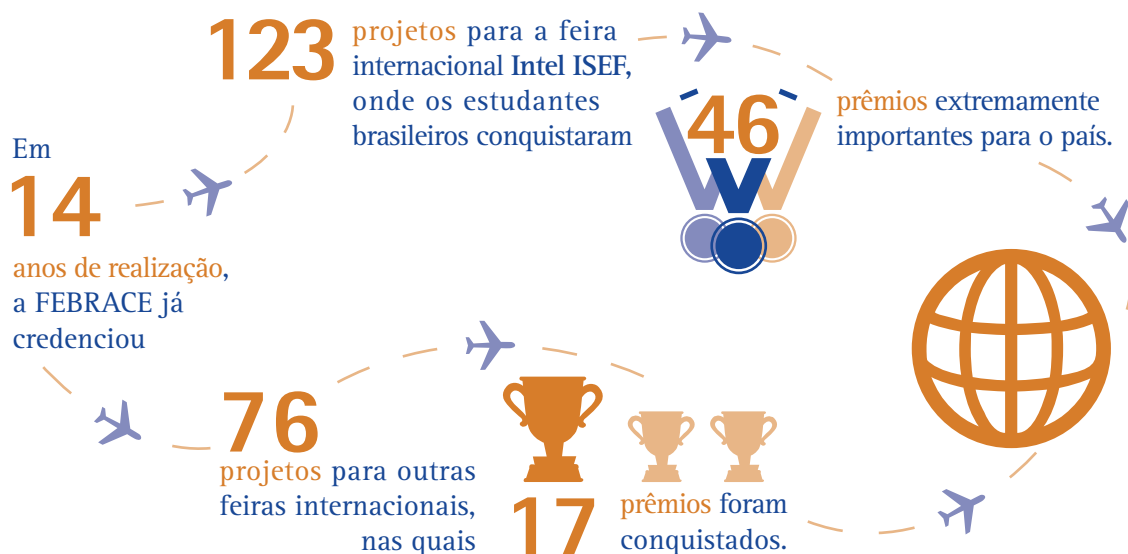 Em
14
anos de realização,
a FEBRACE já
credenciou
123
projetos para a feira
internacional Intel ISEF,
onde os estudantes
brasileiros conquistaram
46
prêmios extremamente
importantes para o país.
76
projetos para outras
feiras internacionais,
nas quais
17
prêmios foram
conquistados.